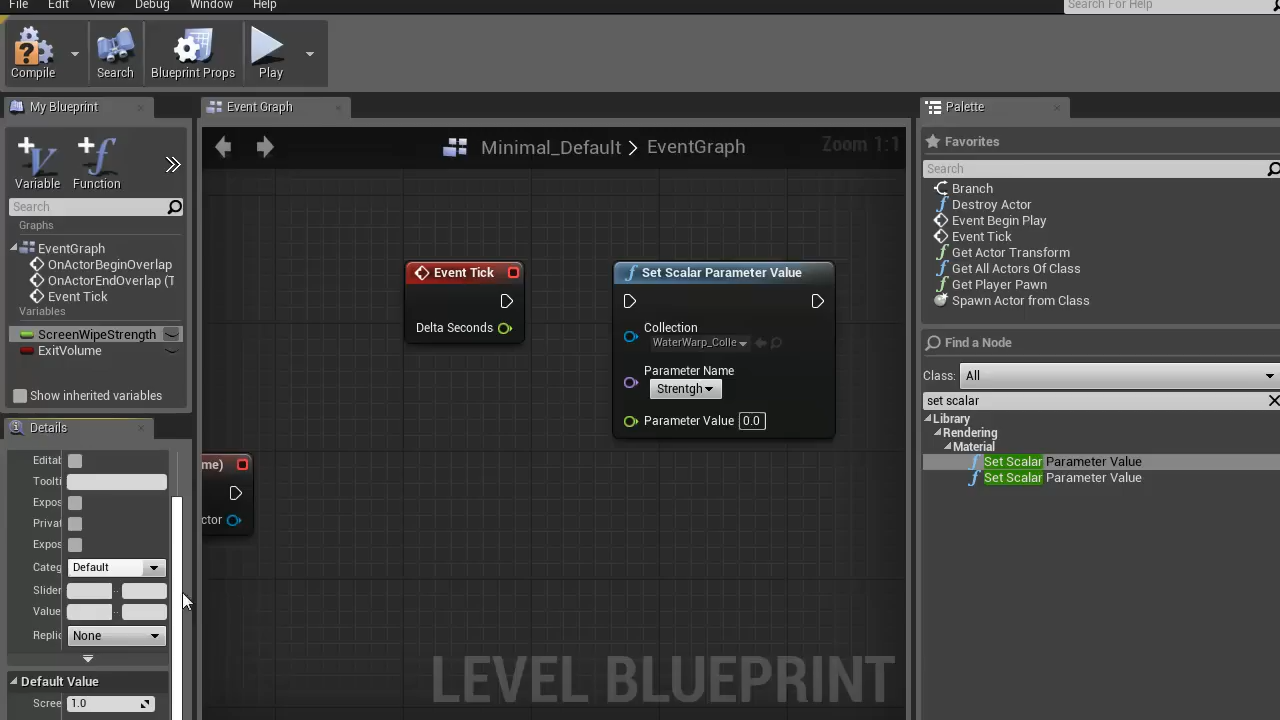 File Edit View Debug Window Help
Search For Help
Compile
Search
Blueprint Props
Play
My Blueprint
Event Graph
Palette
Variable
Function
Search
Graphs
EventGraph
OnActorBeginOverlap
OnActorEndOverlap (T
Event Tick
Variables
ScreenWipeStrength
ExitVolume
Show inherited variables
Details
Editab
Toolti
Expos
Privat
Expos
Categ
Default
Slider
Value
Replic
None
Default Value
Scree
1.0
Minimal_Default > EventGraph
Zoom 1:1
Event Tick
Delta Seconds
Set Scalar Parameter Value
Collection
WaterWarp_Colle
Parameter Name
Strentgh
Parameter Value 0.0
me)
ctor
LEVEL BLUEPRINT
Favorites
Search
Branch
Destroy Actor
Event Begin Play
Event Tick
Get Actor Transform
Get All Actors Of Class
Get Player Pawn
Spawn Actor from Class
Find a Node
Class: All
set scalar
Library
Rendering
Material
Set Scalar Parameter Value
Set Scalar Parameter Value